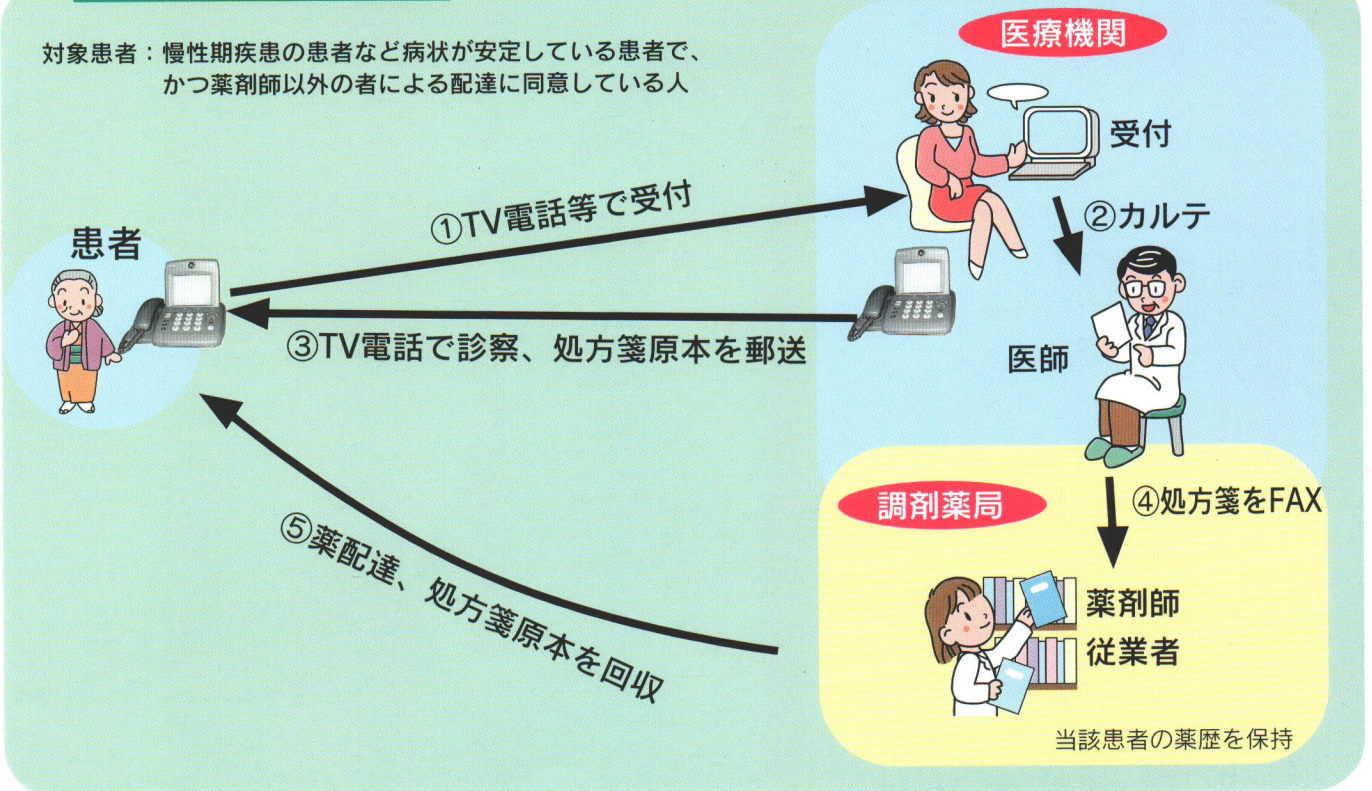 対象患者：慢性期疾患の患者など病状が安定している患者で、
かつ薬剤師以外の者による配達に同意している人
医療機関
受付
①TV電話等で受付
②カルテ
患者
③TV電話で診察、処方箋原本を郵送
医師
調剤薬局
④処方箋をFAX
⑤薬配達、処方箋原本を回収
薬剤師
従業者
当該患者の薬歴を保持